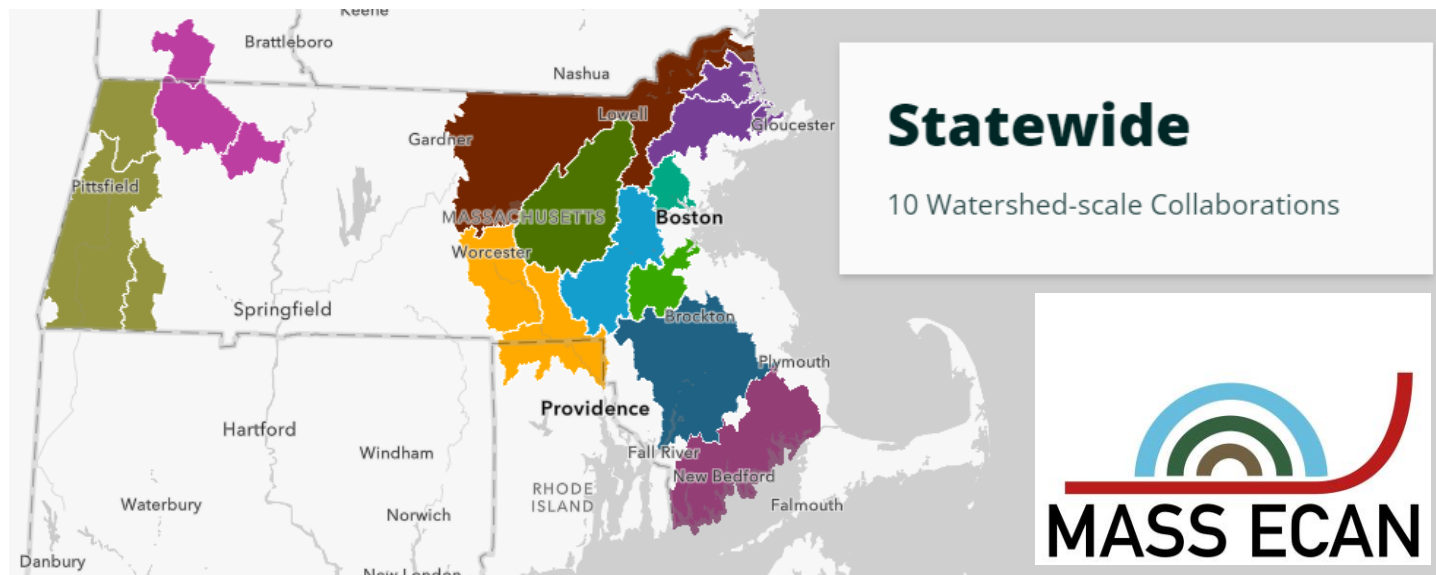 Keene
Brattleboro
Nashua
Lowell
Gloucester
Gardner
Pittsfield
MASSACHUSETTS
Boston
Worcester
Springfield
Brockton
Plymouth
Providence
Hartford
Windham
Fall River
New Bedford
RHODE
ISLAND
Falmouth
Waterbury
Norwich
Danbury
New London
Statewide
10 Watershed-scale Collaborations
MASS ECAN